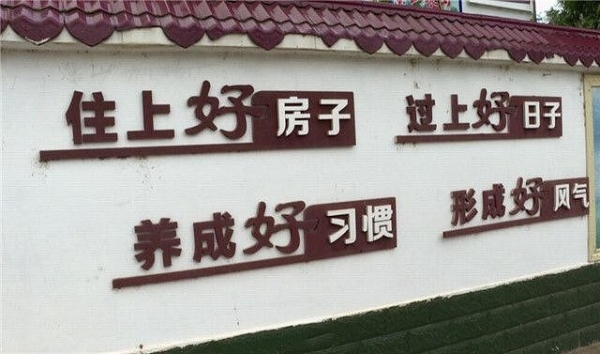 住上好房子 过上好日子
养成好习惯 形成好风气